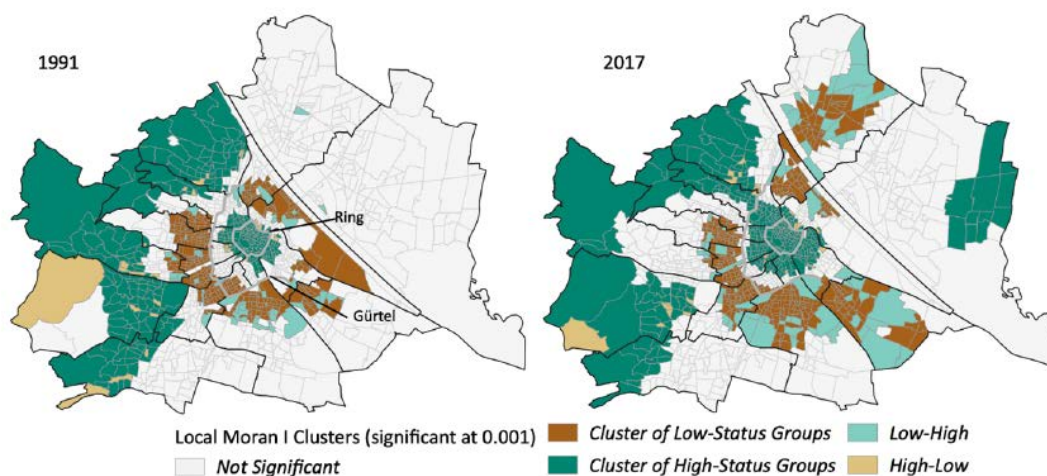 1991
2017
Ring
Gürtel
Local Moran I Clusters (significant at 0.001)
Not Significant
Cluster of Low-Status Groups
Low-High
Cluster of High-Status Groups
High-Low